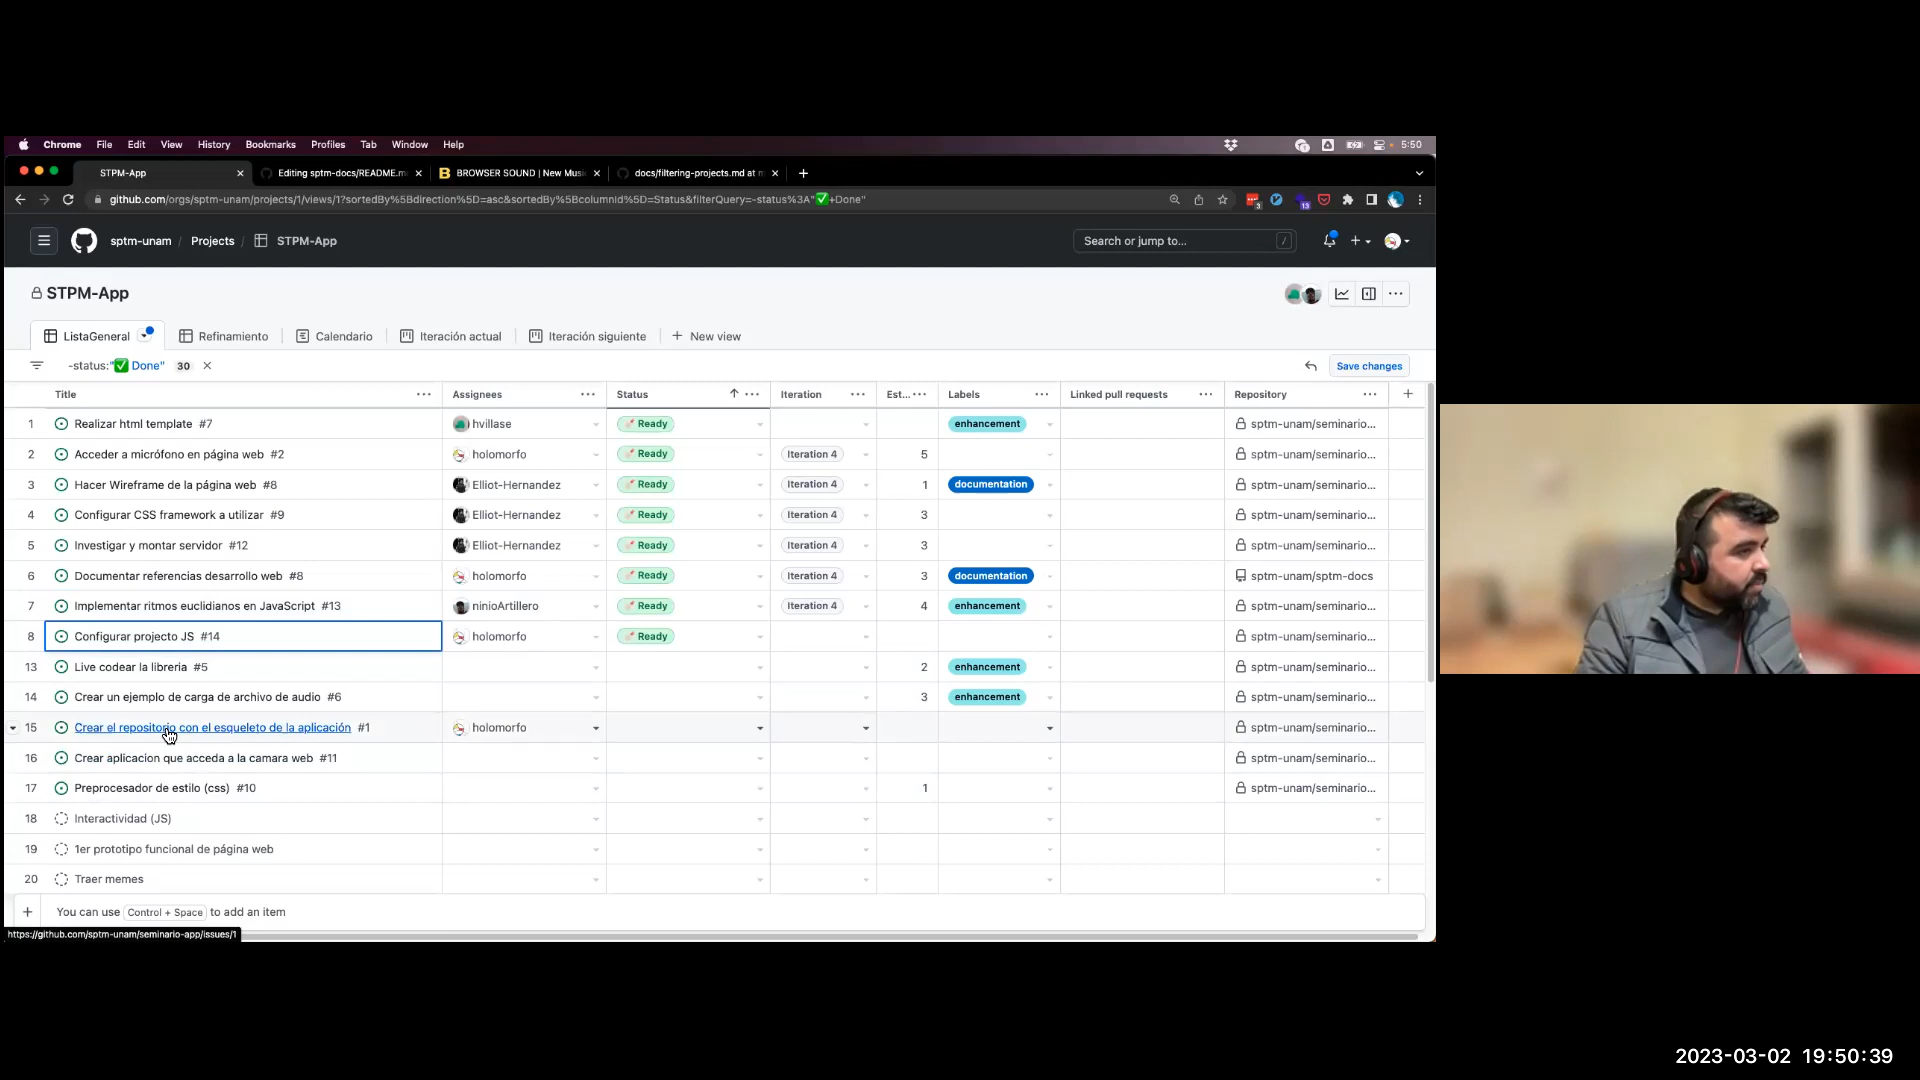 Chrome File Edit View History Bookmarks Profiles Tab Window Help 5:50
STPM-App Editing sptm-docs/README.m BROWSER SOUND | New Musi docs/filtering-projects.md at m
github.com/orgs/sptm-unam/projects/1/views/1?sortedBy%5Bdirection%5D=asc&sortedBy%5BcolumnId%5D=Status&filterQuery=-status%3A"✅+Done" 3 13
sptm-unam / Projects / STPM-App Search or jump to... /
STPM-App
ListaGeneral Refinamiento Calendario Iteración actual Iteración siguiente + New view
-status:"✅ Done" 30 Save changes
Title Assignees Status Iteration Est... Labels Linked pull requests Repository
1 Realizar html template #7 hvillase Ready enhancement sptm-unam/seminario...
2 Acceder a micrófono en página web #2 holomorfo Ready Iteration 4 5 sptm-unam/seminario...
3 Hacer Wireframe de la página web #8 Elliot-Hernandez Ready Iteration 4 1 documentation sptm-unam/seminario...
4 Configurar CSS framework a utilizar #9 Elliot-Hernandez Ready Iteration 4 3 sptm-unam/seminario...
5 Investigar y montar servidor #12 Elliot-Hernandez Ready Iteration 4 3 sptm-unam/seminario...
6 Documentar referencias desarrollo web #8 holomorfo Ready Iteration 4 3 documentation sptm-unam/sptm-docs
7 Implementar ritmos euclidianos en JavaScript #13 ninioArtillero Ready Iteration 4 4 enhancement sptm-unam/seminario...
8 Configurar projecto JS #14 holomorfo Ready sptm-unam/seminario...
13 Live codear la libreria #5 2 enhancement sptm-unam/seminario...
14 Crear un ejemplo de carga de archivo de audio #6 3 enhancement sptm-unam/seminario...
15 Crear el repositorio con el esqueleto de la aplicación #1 holomorfo sptm-unam/seminario...
16 Crear aplicacion que acceda a la camara web #11 sptm-unam/seminario...
17 Preprocesador de estilo (css) #10 1 sptm-unam/seminario...
18 Interactividad (JS)
19 1er prototipo funcional de página web
20 Traer memes
+ You can use Control + Space to add an item
https://github.com/sptm-unam/seminario-app/issues/1
2023-03-02 19:50:39